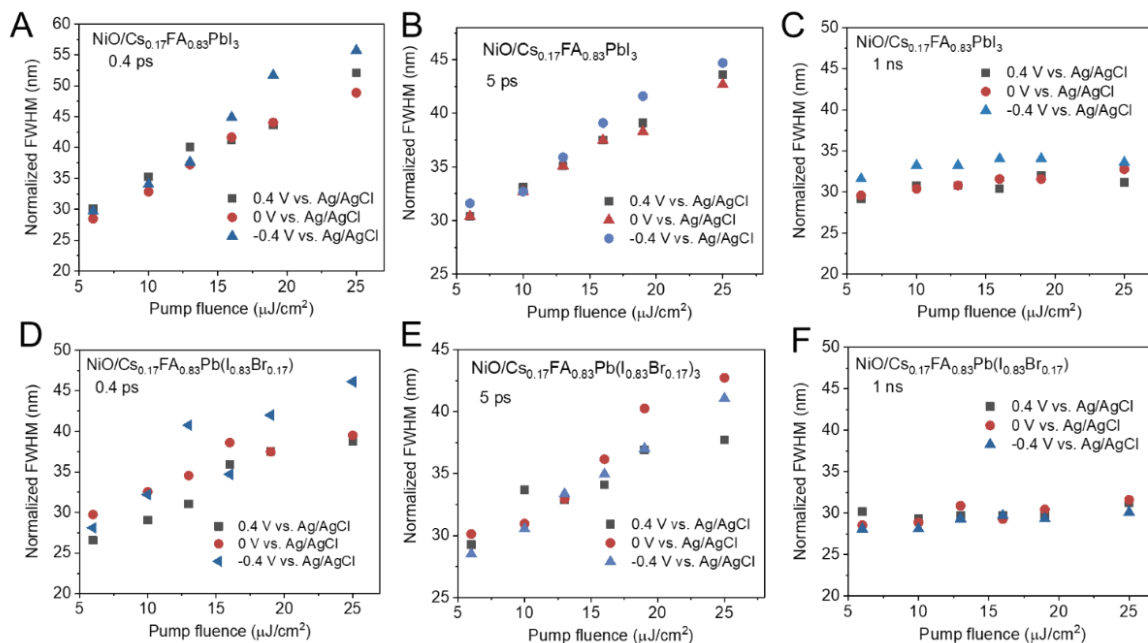 A
NiO/Cs0.17FA0.83PbI3
0.4 ps
Normalized FWHM (nm)
60
55
50
45
40
35
30
25
20
0.4 V vs. Ag/AgCl
0 V vs. Ag/AgCl
-0.4 V vs. Ag/AgCl
5
10
15
20
25
Pump fluence (μJ/cm2)
B
NiO/Cs0.17FA0.83PbI3
5 ps
Normalized FWHM (nm)
45
40
35
30
25
0.4 V vs. Ag/AgCl
0 V vs. Ag/AgCl
-0.4 V vs. Ag/AgCl
5
10
15
20
25
Pump fluence (μJ/cm2)
C
NiO/Cs0.17FA0.83PbI3
1 ns
Normalized FWHM (nm)
50
45
40
35
30
25
20
15
10
0.4 V vs. Ag/AgCl
0 V vs. Ag/AgCl
-0.4 V vs. Ag/AgCl
5
10
15
20
25
Pump fluence (μJ/cm2)
D
NiO/Cs0.17FA0.83Pb(I0.83Br0.17)
0.4 ps
Normalized FWHM (nm)
50
45
40
35
30
25
20
0.4 V vs. Ag/AgCl
0 V vs. Ag/AgCl
-0.4 V vs. Ag/AgCl
5
10
15
20
25
Pump fluence (μJ/cm2)
E
NiO/Cs0.17FA0.83Pb(I0.83Br0.17)3
5 ps
Normalized FWHM (nm)
45
40
35
30
25
0.4 V vs. Ag/AgCl
0 V vs. Ag/AgCl
-0.4 V vs. Ag/AgCl
5
10
15
20
25
Pump fluence (μJ/cm2)
F
NiO/Cs0.17FA0.83Pb(I0.83Br0.17)
1 ns
Normalized FWHM (nm)
50
45
40
35
30
25
20
15
10
0.4 V vs. Ag/AgCl
0 V vs. Ag/AgCl
-0.4 V vs. Ag/AgCl
5
10
15
20
25
Pump fluence (μJ/cm2)